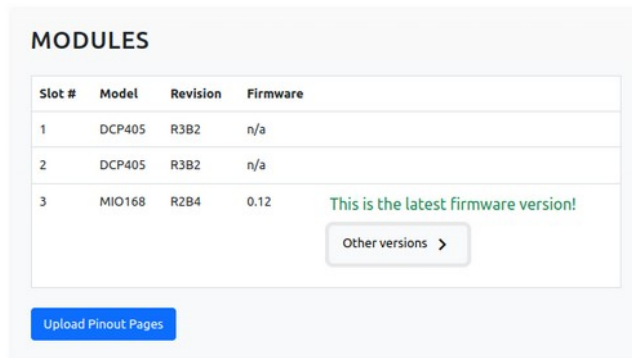 MODULES
Slot # Model Revision Firmware
1 DCP405 R3B2 n/a
2 DCP405 R3B2 n/a
3 MIO168 R2B4 0.12 This is the latest firmware version!
Other versions
Upload Pinout Pages